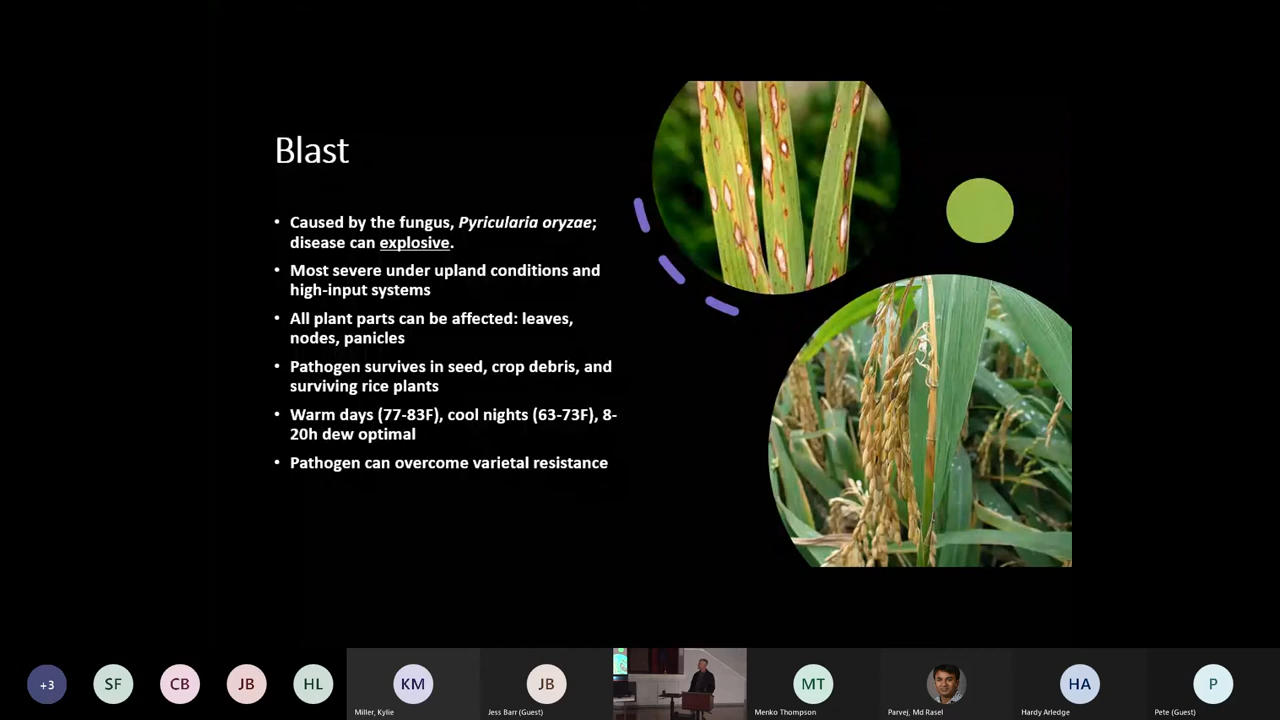 Blast
• Caused by the fungus, Pyricularia oryzae;
disease can explosive.
• Most severe under upland conditions and
high-input systems
• All plant parts can be affected: leaves,
nodes, panicles
• Pathogen survives in seed, crop debris, and
surviving rice plants
• Warm days (77-83F), cool nights (63-73F), 8-
20h dew optimal
• Pathogen can overcome varietal resistance
+3
SF
CB
JB
HL
KM
JB
MT
HA
P
Miller, Kylie
Jess Barr (Guest)
Menko Thompson
Parvej, Md Rasel
Hardy Arledge
Pete (Guest)